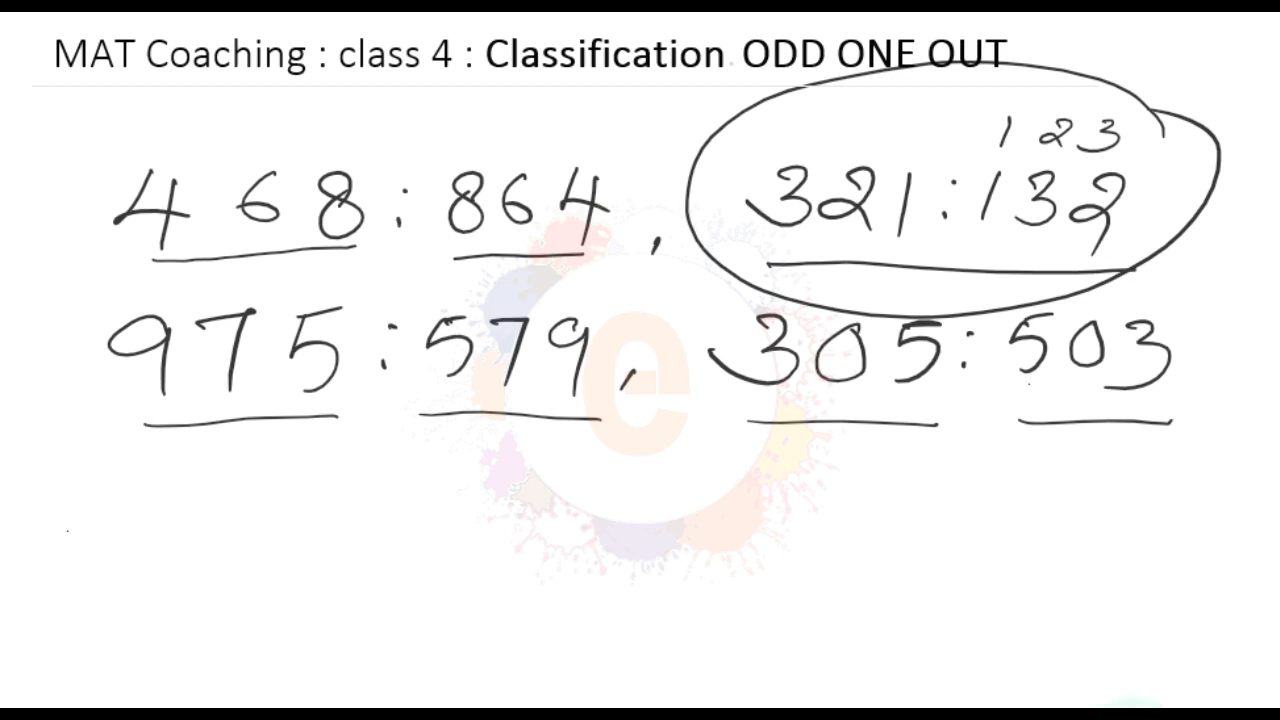 MAT Coaching : class 4 : Classification ODD ONE OUT
1 2 3
468 : 864 , 321 : 132
975 : 579 , 305 : 503
e